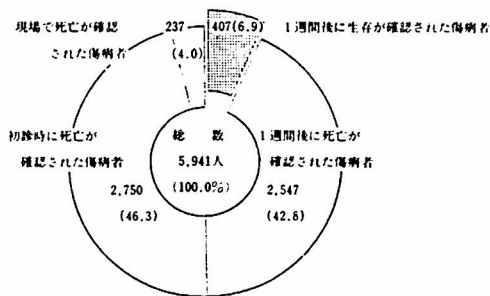 現場で死亡が確認
された傷病者
237
(4.0)
407(6.9)
1週間後に生存が確認された傷病者
初診時に死亡が
確認された傷病者
2,750
(46.3)
総数
5,941人
(100.0%)
1週間後に死亡が
確認された傷病者
2,547
(42.8)